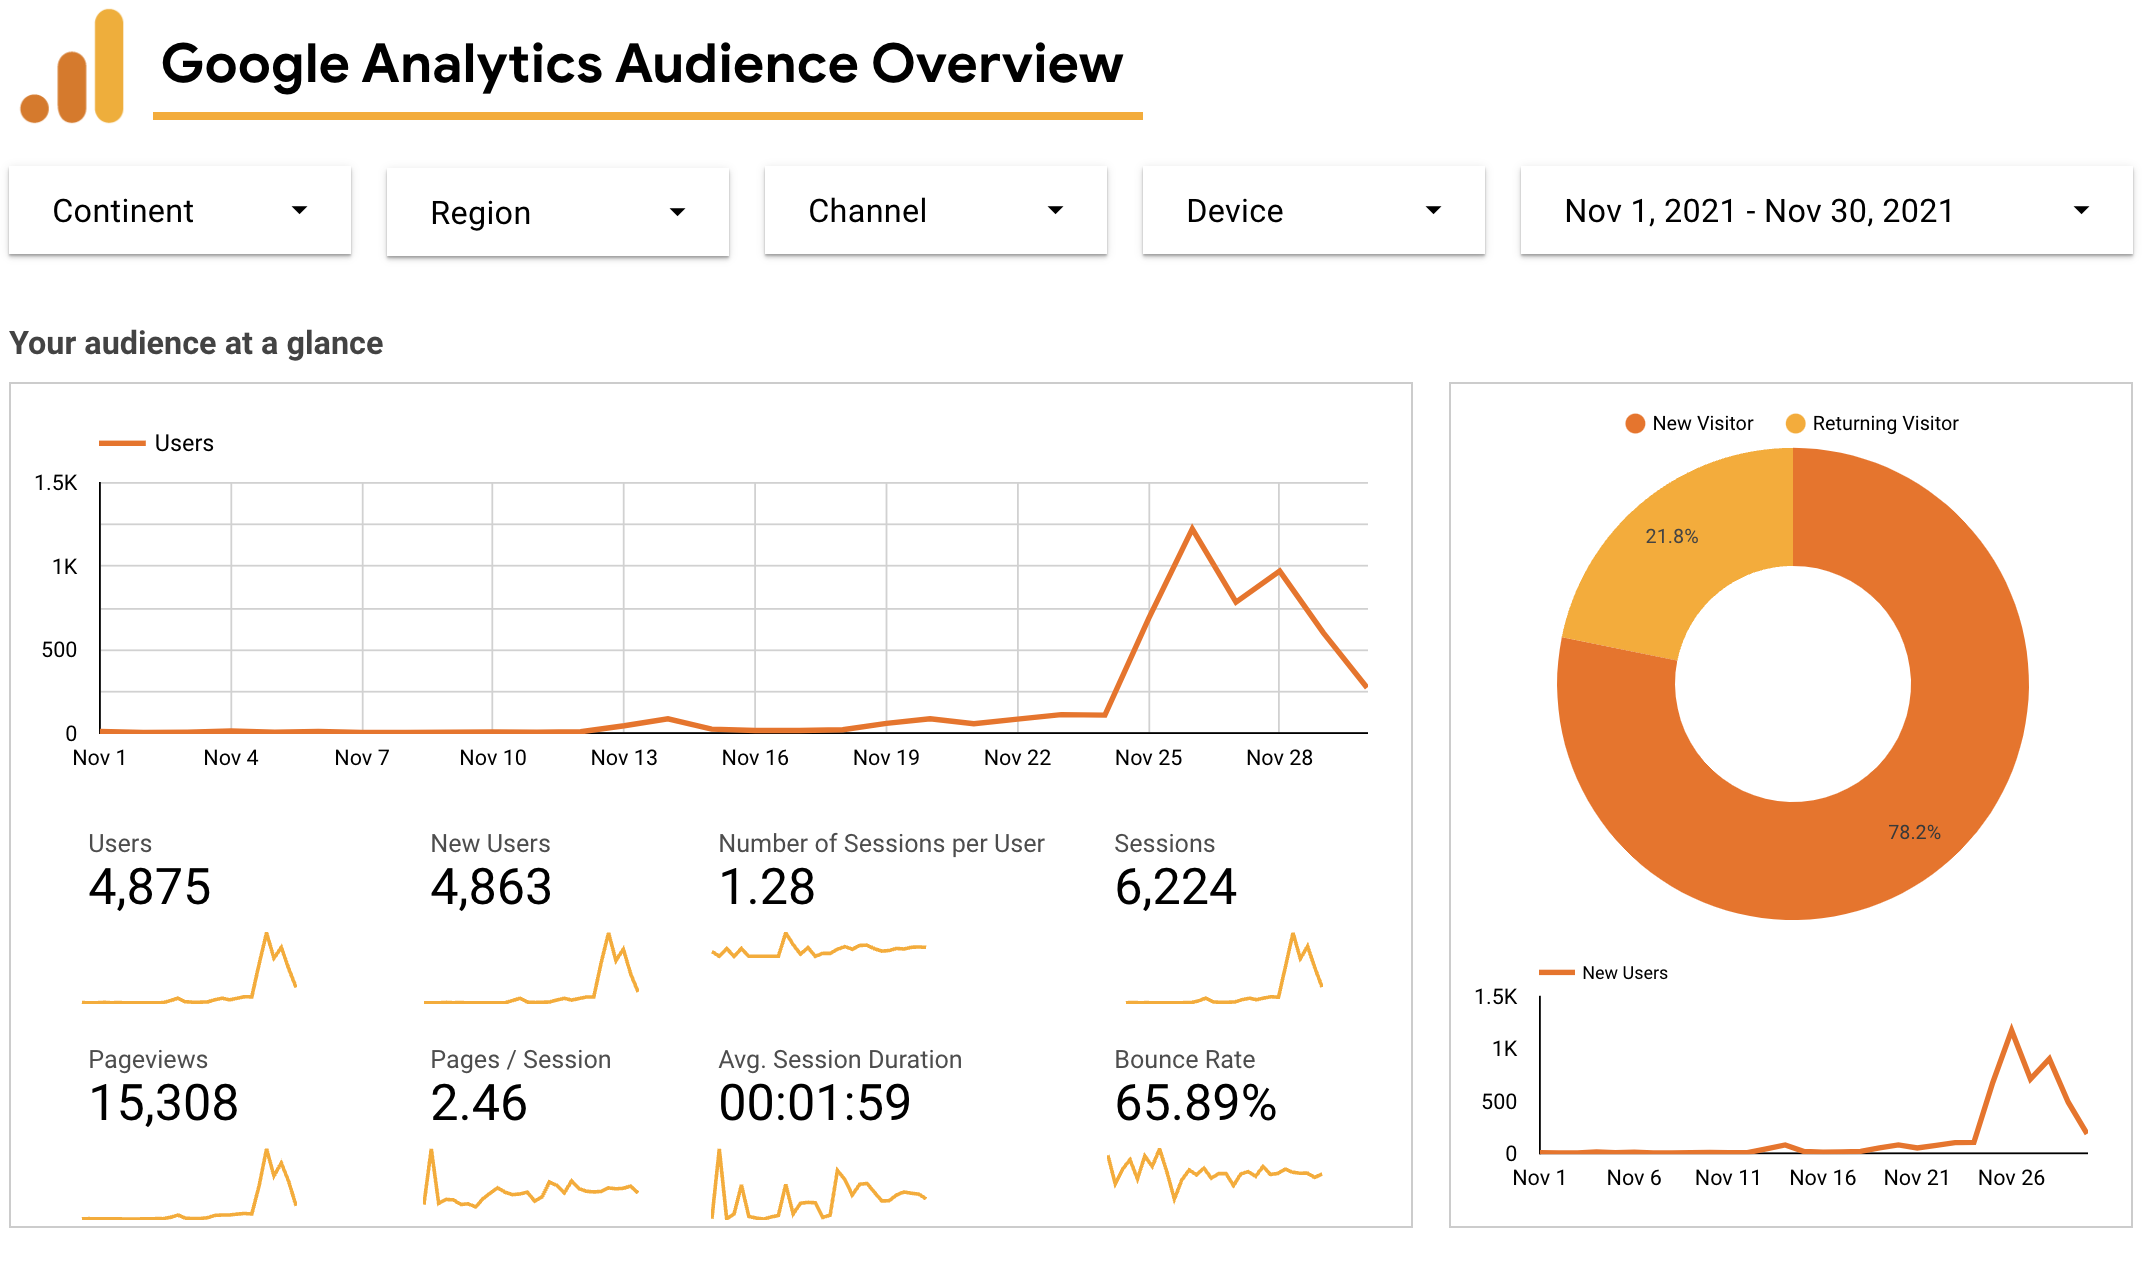 Google Analytics Audience Overview
Continent
Region
Channel
Device
Nov 1, 2021 - Nov 30, 2021
Your audience at a glance
Users
1.5K
1K
500
0
Nov 1 Nov 4 Nov 7 Nov 10 Nov 13 Nov 16 Nov 19 Nov 22 Nov 25 Nov 28
Users
4,875
New Users
4,863
Number of Sessions per User
1.28
Sessions
6,224
Pageviews
15,308
Pages / Session
2.46
Avg. Session Duration
00:01:59
Bounce Rate
65.89%
New Visitor Returning Visitor
21.8%
78.2%
New Users
1.5K
1K
500
0
Nov 1 Nov 6 Nov 11 Nov 16 Nov 21 Nov 26